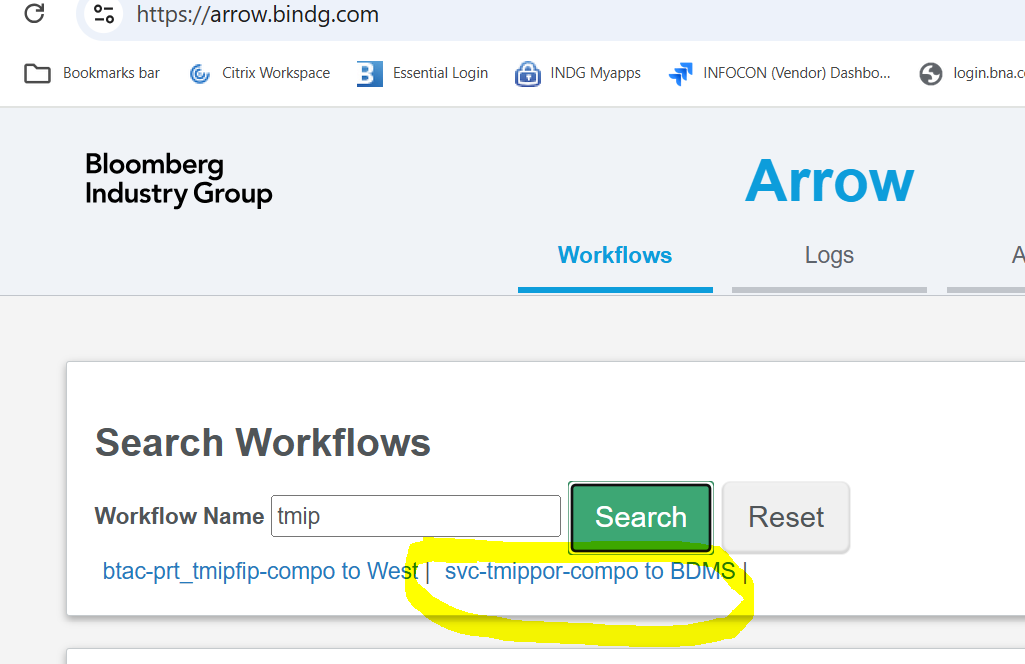 https://arrow.bindg.com
Bookmarks bar Citrix Workspace Essential Login INDG Myapps INFOCON (Vendor) Dashbo... login.bna.c
Bloomberg
Industry Group
Arrow
Workflows Logs A
Search Workflows
Workflow Name tmip Search Reset
btac-prt_tmipfip-compo to West | svc-tmippor-compo to BDMS |